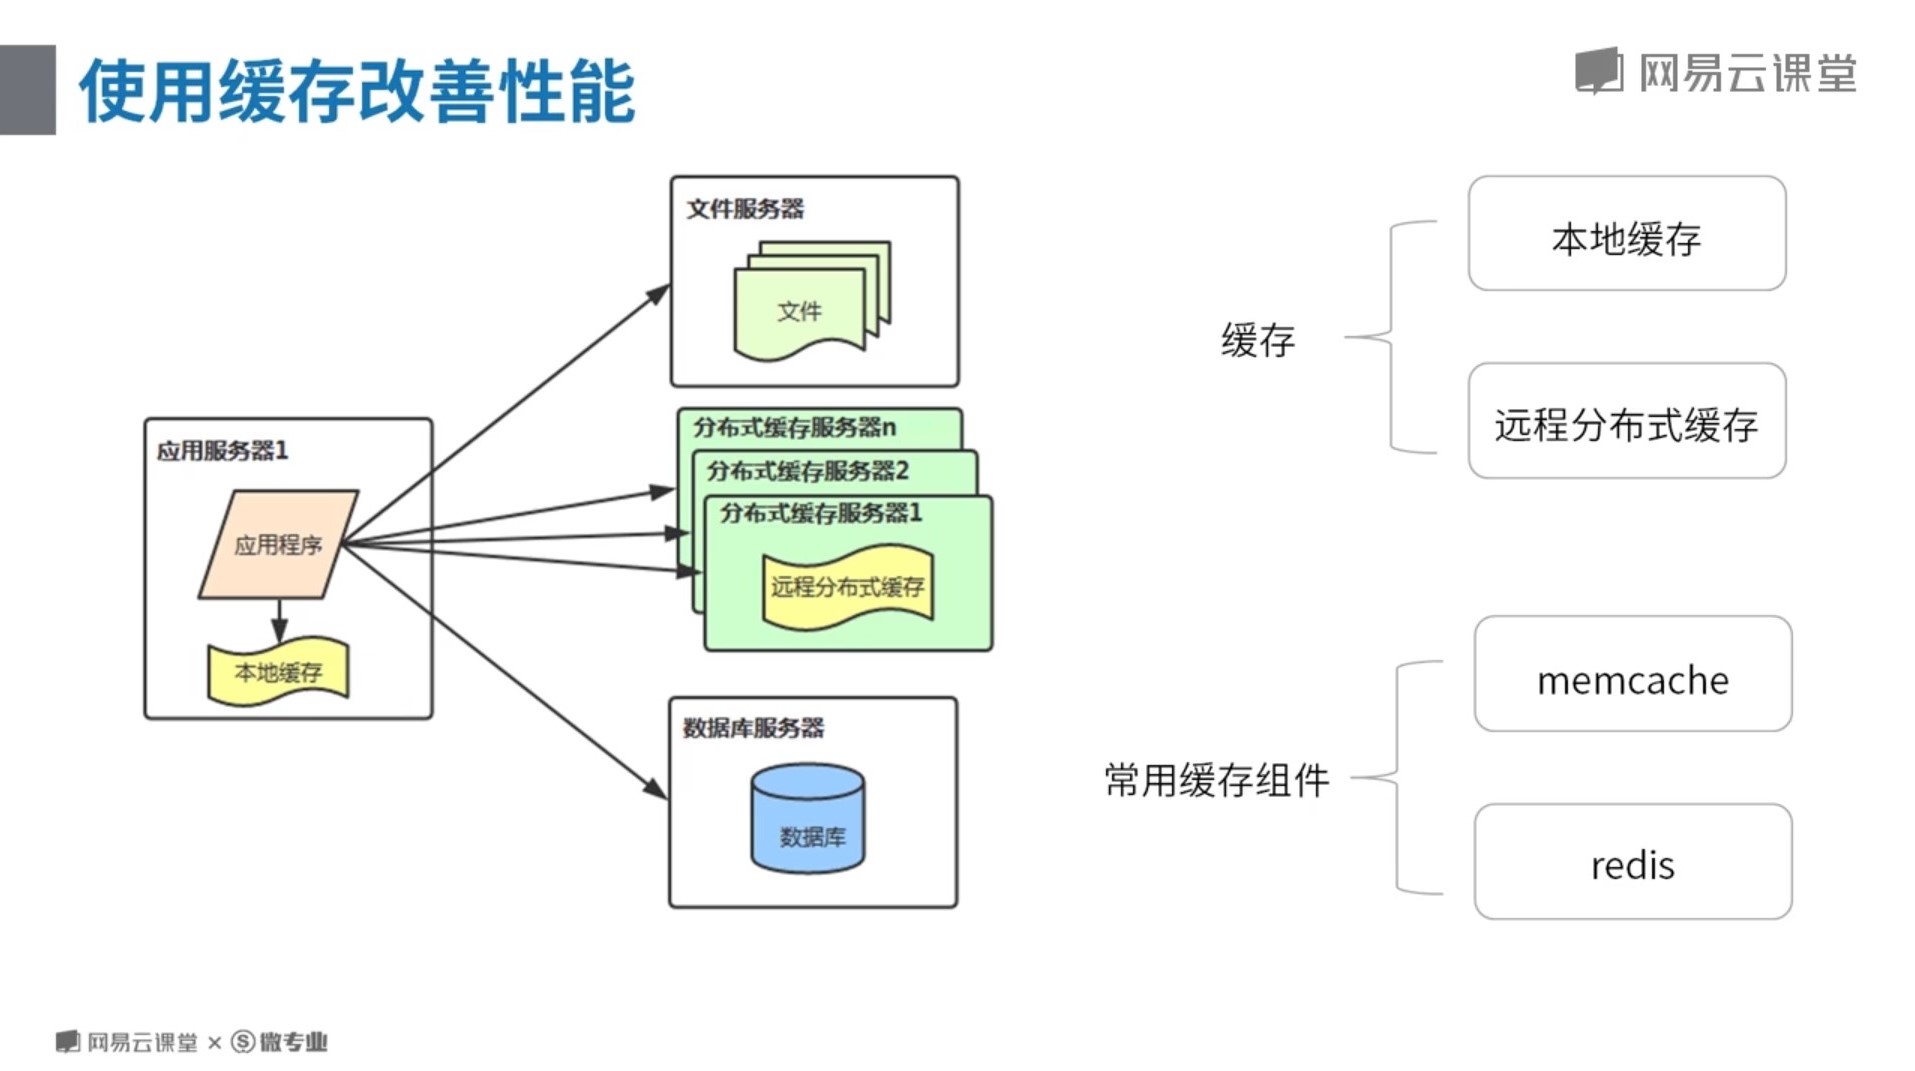 使用缓存改善性能
网易云课堂
文件服务器
文件
分布式缓存服务器n
分布式缓存服务器2
分布式缓存服务器1
远程分布式缓存
应用服务器1
应用程序
本地缓存
数据库服务器
数据库
缓存
本地缓存
远程分布式缓存
常用缓存组件
memcache
redis
网易云课堂 × Ⓢ微专业